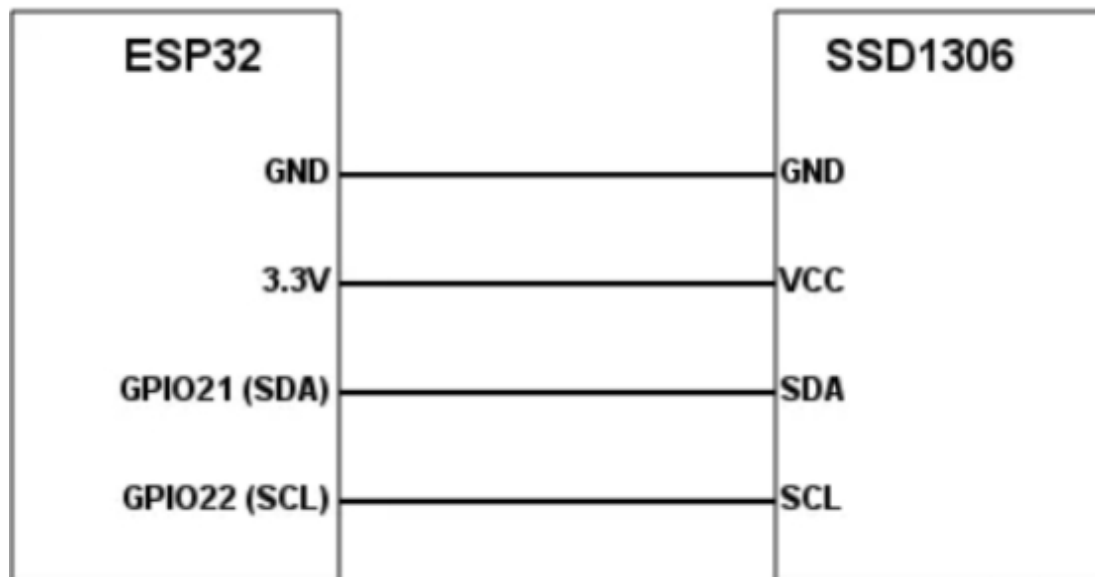 ESP32 SSD1306
GND GND
3.3V VCC
GPIO21 (SDA) SDA
GPIO22 (SCL) SCL